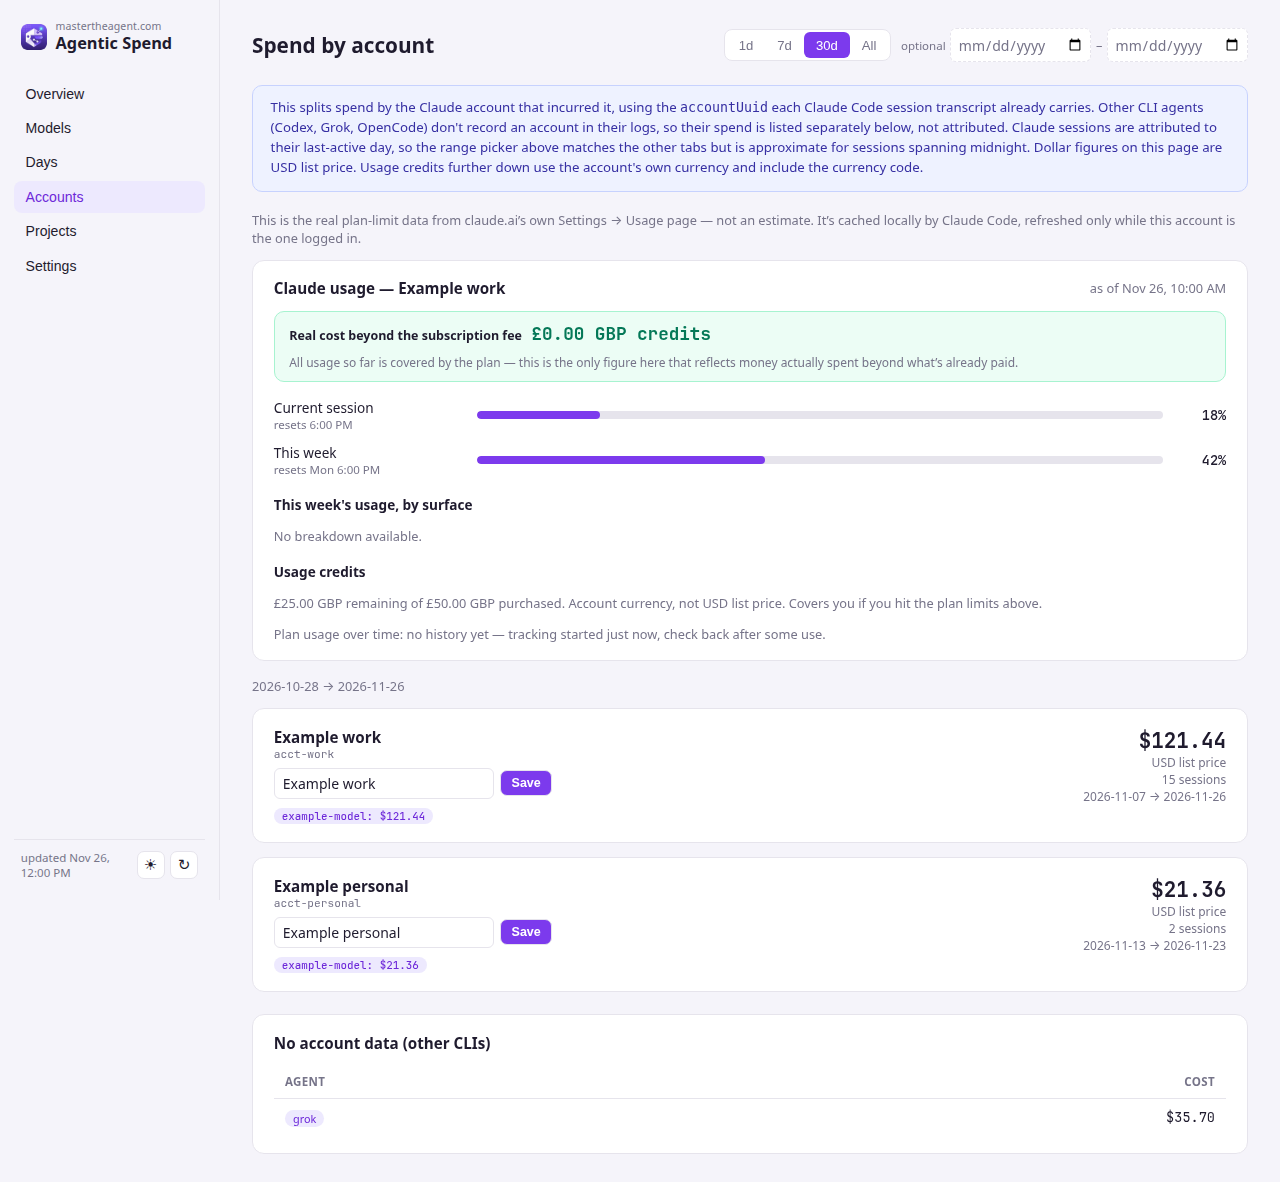 mastertheagent.com
Agentic Spend
Overview
Models
Days
Accounts
Projects
Settings
updated Nov 26,
12:00 PM
Spend by account
1d 7d 30d All optional mm/dd/yyyy – mm/dd/yyyy
This splits spend by the Claude account that incurred it, using the accountUuid each Claude Code session transcript already carries. Other CLI agents
(Codex, Grok, OpenCode) don't record an account in their logs, so their spend is listed separately below, not attributed. Claude sessions are attributed to
their last-active day, so the range picker above matches the other tabs but is approximate for sessions spanning midnight. Dollar figures on this page are
USD list price. Usage credits further down use the account's own currency and include the currency code.
This is the real plan-limit data from claude.ai’s own Settings → Usage page — not an estimate. It’s cached locally by Claude Code, refreshed only while this account is
the one logged in.
Claude usage — Example work
as of Nov 26, 10:00 AM
Real cost beyond the subscription fee £0.00 GBP credits
All usage so far is covered by the plan — this is the only figure here that reflects money actually spent beyond what’s already paid.
Current session
resets 6:00 PM
18%
This week
resets Mon 6:00 PM
42%
This week's usage, by surface
No breakdown available.
Usage credits
£25.00 GBP remaining of £50.00 GBP purchased. Account currency, not USD list price. Covers you if you hit the plan limits above.
Plan usage over time: no history yet — tracking started just now, check back after some use.
2026-10-28 → 2026-11-26
Example work
acct-work
Example work Save
example-model: $121.44
$121.44
USD list price
15 sessions
2026-11-07 → 2026-11-26
Example personal
acct-personal
Example personal Save
example-model: $21.36
$21.36
USD list price
2 sessions
2026-11-13 → 2026-11-23
No account data (other CLIs)
AGENT COST
grok $35.70